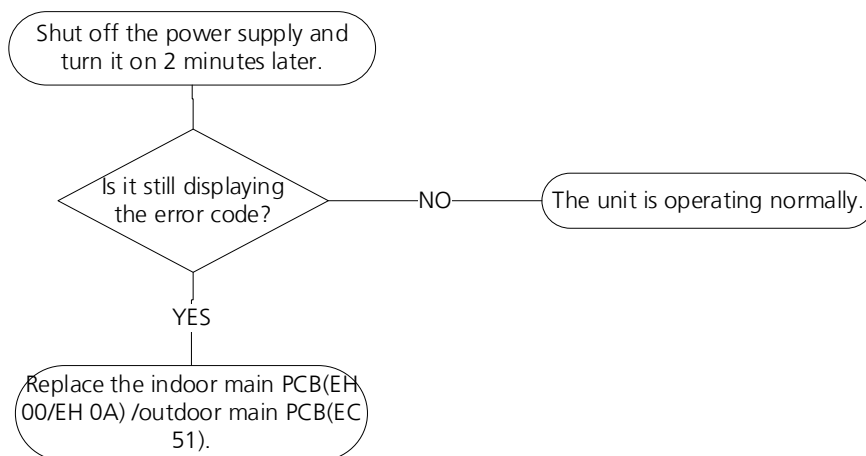 Shut off the power supply and
turn it on 2 minutes later.
Is it still displaying
the error code?
NO
The unit is operating normally.
YES
Replace the indoor main PCB(EH
00/EH 0A) /outdoor main PCB(EC
51).